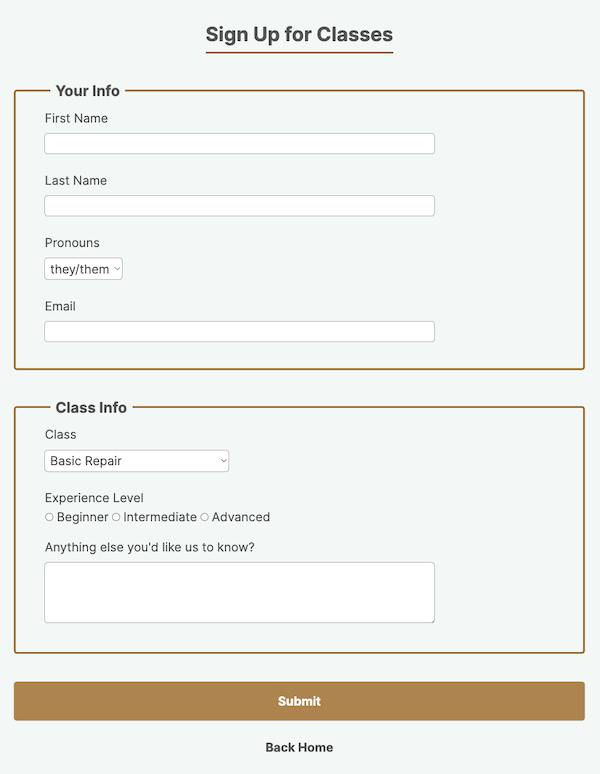 Sign Up for Classes
Your Info
First Name
Last Name
Pronouns
they/them
Email
Class Info
Class
Basic Repair
Experience Level
Beginner Intermediate Advanced
Anything else you'd like us to know?
Submit
Back Home